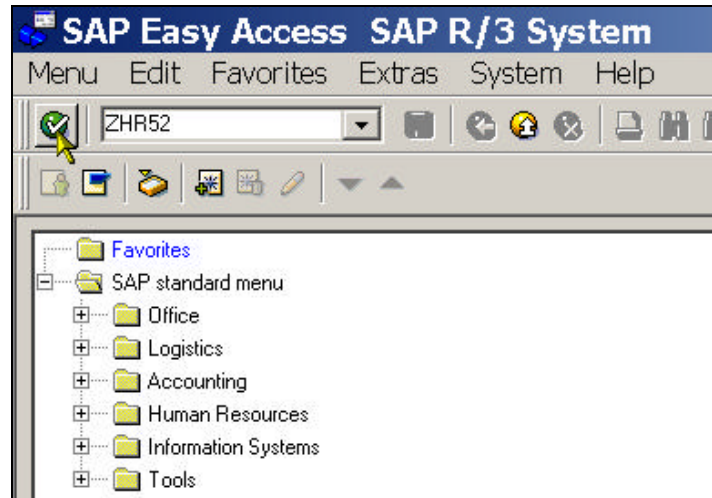 SAP Easy Access SAP R/3 System
Menu Edit Favorites Extras System Help
ZHR52
Favorites
SAP standard menu
Office
Logistics
Accounting
Human Resources
Information Systems
Tools